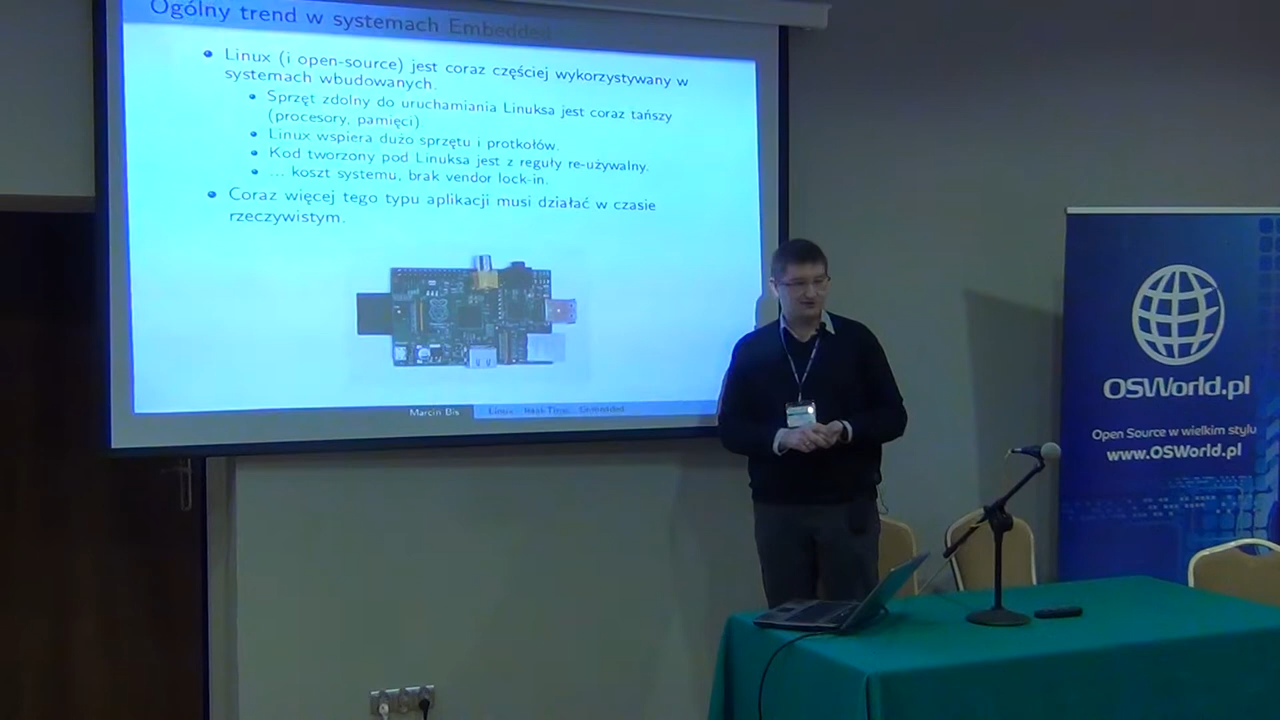 Ogólny trend w systemach Embedded
Linux (i open-source) jest coraz częściej wykorzystywany w
systemach wbudowanych.
Sprzęt zdolny do uruchamiania Linuksa jest coraz tańszy
(procesory, pamięci)
Linux wspiera dużo sprzętu i protkołów.
Kod tworzony pod Linuksa jest z reguły re-używalny.
... koszt systemu, brak vendor lock-in.
Coraz więcej tego typu aplikacji musi działać w czasie
rzeczywistym.
Marcin Bis
Linux Real-Time Embedded
OSWorld.pl
Open Source w wielkim stylu
www.OSWorld.pl